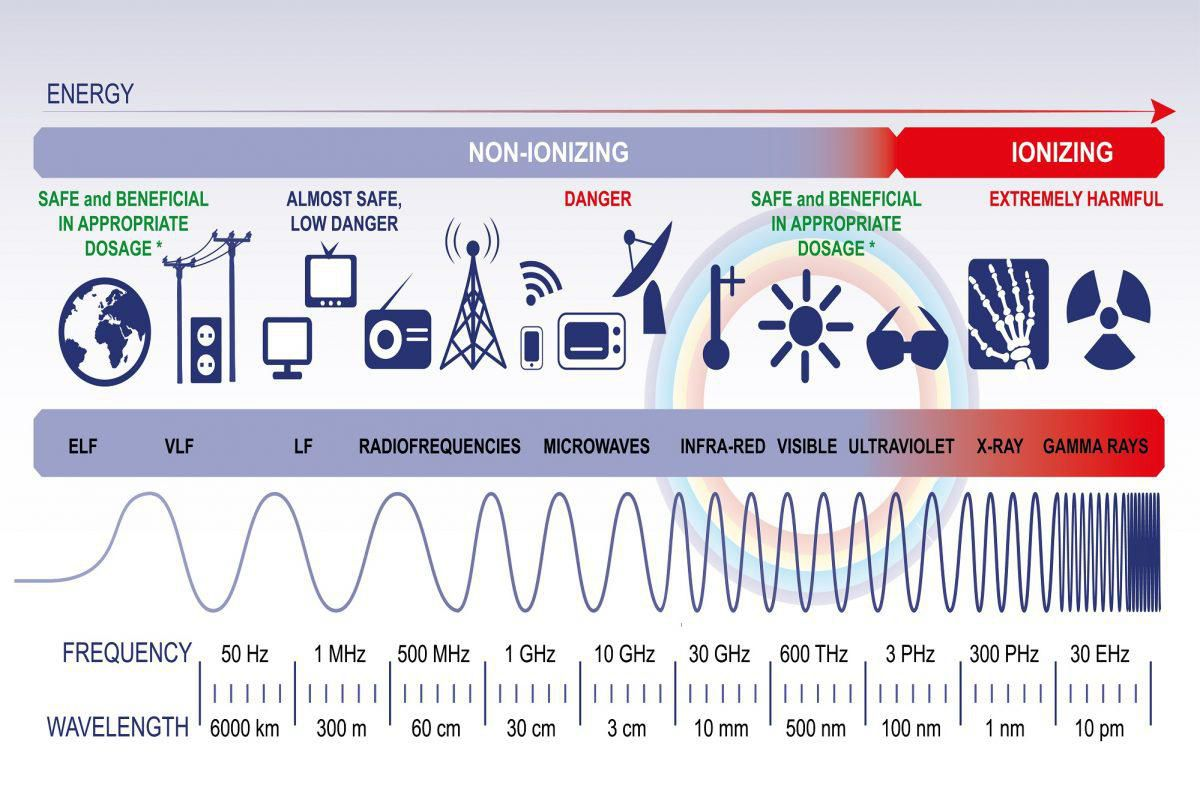 ENERGY
NON-IONIZING
IONIZING
SAFE and BENEFICIAL
IN APPROPRIATE
DOSAGE *
ALMOST SAFE,
LOW DANGER
DANGER
SAFE and BENEFICIAL
IN APPROPRIATE
DOSAGE *
EXTREMELY HARMFUL
ELF VLF LF RADIOFREQUENCIES MICROWAVES INFRA-RED VISIBLE ULTRAVIOLET X-RAY GAMMA RAYS
FREQUENCY 50 Hz 1 MHz 500 MHz 1 GHz 10 GHz 30 GHz 600 THz 3 PHz 300 PHz 30 EHz
WAVELENGTH 6000 km 300 m 60 cm 30 cm 3 cm 10 mm 500 nm 100 nm 1 nm 10 pm